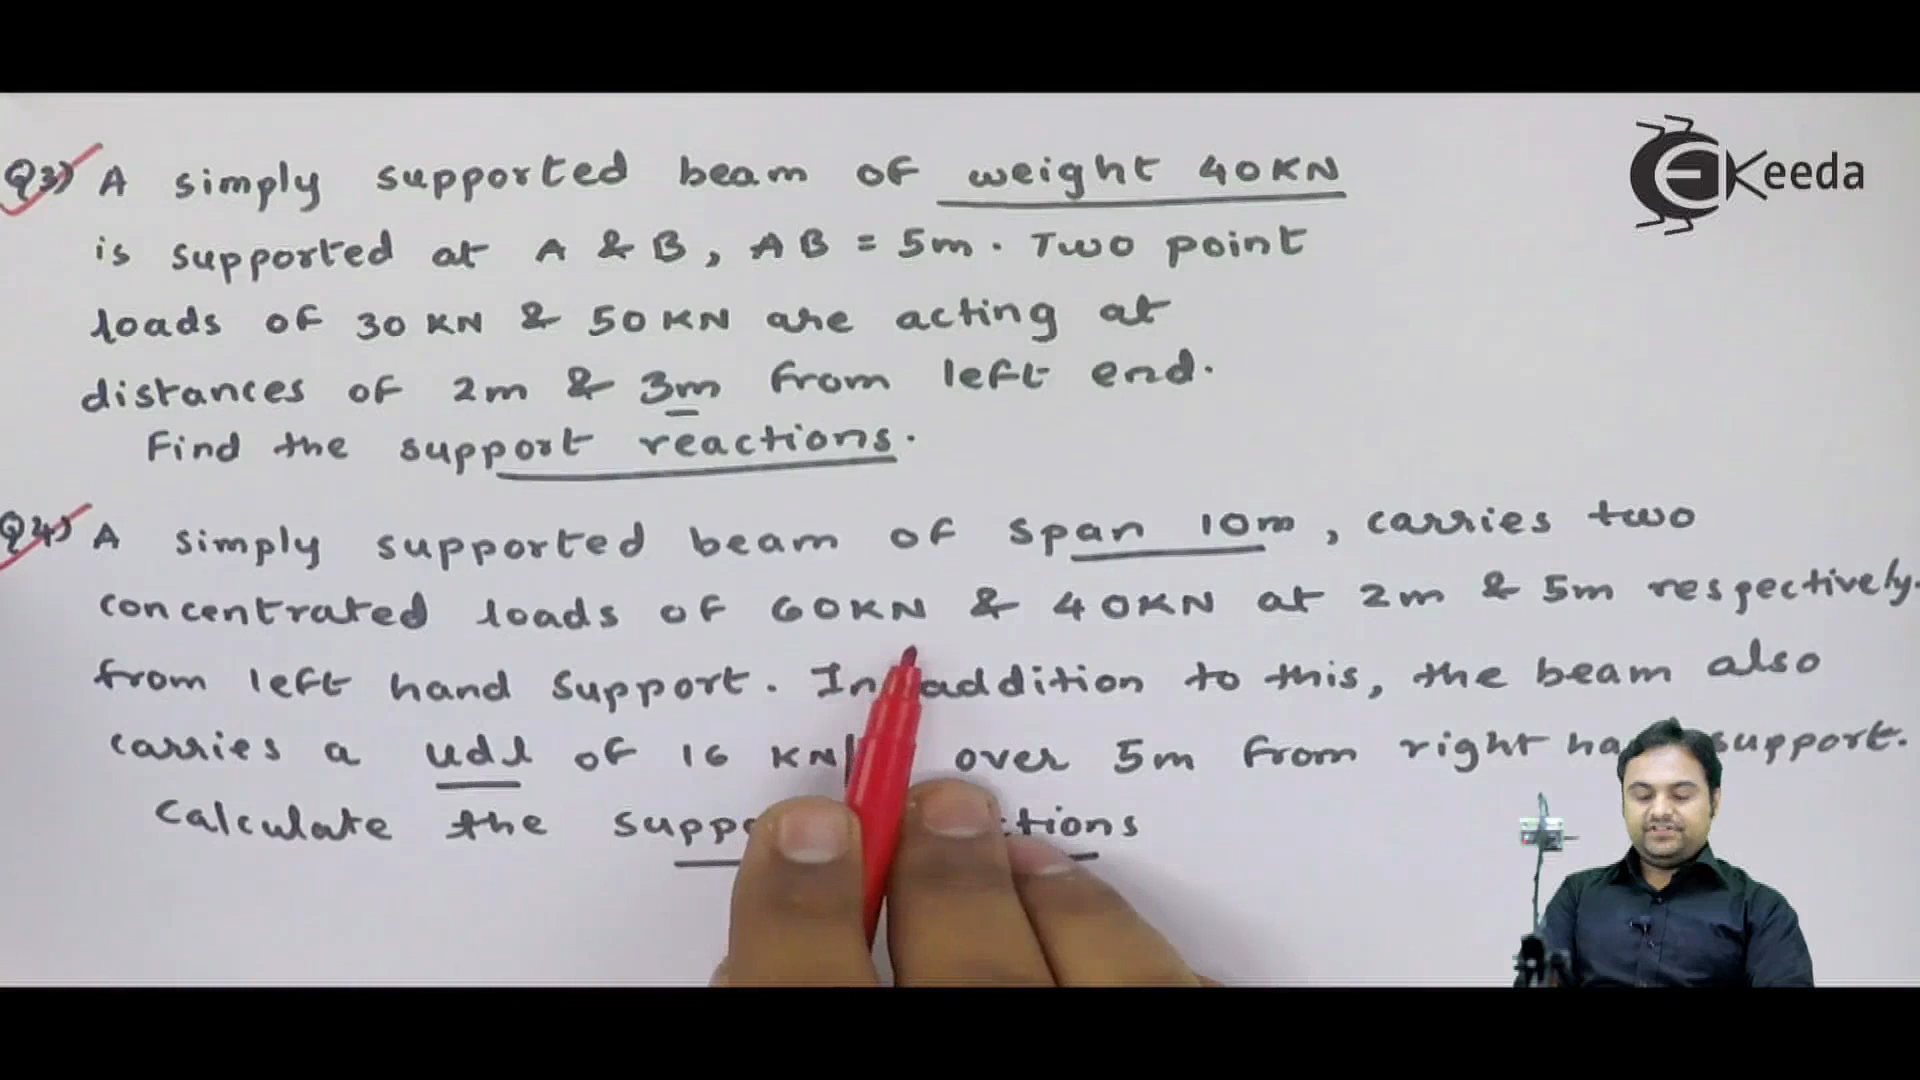 Keeda
Q3) A simply supported beam of weight 40KN
is supported at A & B, AB = 5m. Two point
loads of 30 KN & 50 KN are acting at
distances of 2m & 3m from left end.
Find the support reactions.
Q4) A simply supported beam of span 10m, carries two
concentrated loads of 60KN & 40KN at 2m & 5m respectively.
from left hand support. In addition to this, the beam also
carries a udl of 16 KN/ over 5m from right support.
Calculate the